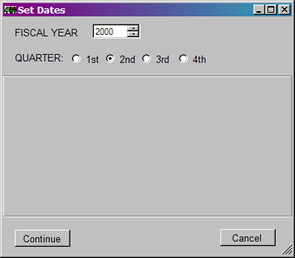 Set Dates
FISCAL YEAR 2000
QUARTER: 1st 2nd 3rd 4th
Continue Cancel